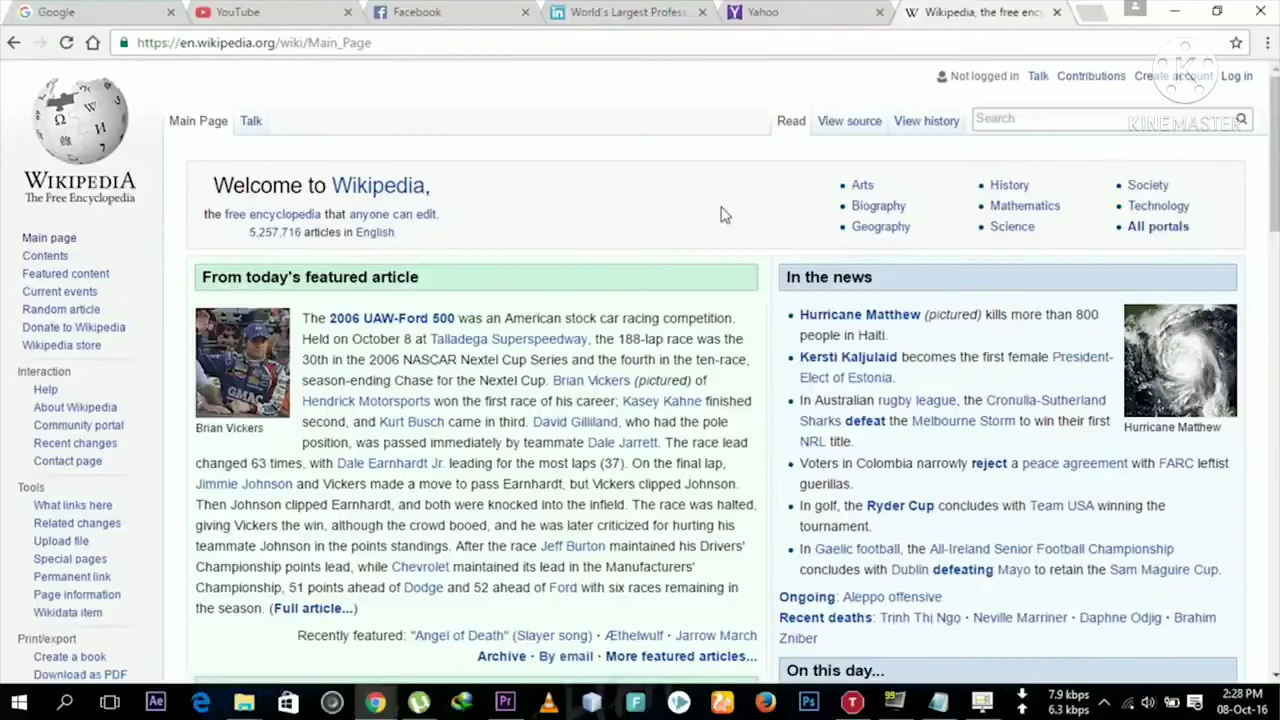 Google
YouTube
Facebook
World's Largest Profes
Yahoo
Wikipedia, the free enc
https://en.wikipedia.org/wiki/Main_Page
Not logged in Talk Contributions Create account Log in
KINEMASTER
Main Page Talk Read View source View history Search
WIKIPEDIA
The Free Encyclopedia
Welcome to Wikipedia,
the free encyclopedia that anyone can edit.
5,257,716 articles in English
Arts
Biography
Geography
History
Mathematics
Science
Society
Technology
All portals
Main page
Contents
Featured content
Current events
Random article
Donate to Wikipedia
Wikipedia store
Interaction
Help
About Wikipedia
Community portal
Recent changes
Contact page
Tools
What links here
Related changes
Upload file
Special pages
Permanent link
Page information
Wikidata item
Print/export
Create a book
Download as PDF
From today's featured article
GMAC
Brian Vickers
The 2006 UAW-Ford 500 was an American stock car racing competition.
Held on October 8 at Talladega Superspeedway, the 188-lap race was the
30th in the 2006 NASCAR Nextel Cup Series and the fourth in the ten-race,
season-ending Chase for the Nextel Cup. Brian Vickers (pictured) of
Hendrick Motorsports won the first race of his career; Kasey Kahne finished
second, and Kurt Busch came in third. David Gilliland, who had the pole
position, was passed immediately by teammate Dale Jarrett. The race lead
changed 63 times, with Dale Earnhardt Jr. leading for the most laps (37). On the final lap,
Jimmie Johnson and Vickers made a move to pass Earnhardt, but Vickers clipped Johnson.
Then Johnson clipped Earnhardt, and both were knocked into the infield. The race was halted,
giving Vickers the win, although the crowd booed, and he was later criticized for hurting his
teammate Johnson in the points standings. After the race Jeff Burton maintained his Drivers'
Championship points lead, while Chevrolet maintained its lead in the Manufacturers'
Championship, 51 points ahead of Dodge and 52 ahead of Ford with six races remaining in
the season. (Full article...)
Recently featured: "Angel of Death" (Slayer song) · Æthelwulf · Jarrow March
Archive · By email · More featured articles...
In the news
Hurricane Matthew (pictured) kills more than 800
people in Haiti.
Kersti Kaljulaid becomes the first female President-
Elect of Estonia.
In Australian rugby league, the Cronulla-Sutherland
Sharks defeat the Melbourne Storm to win their first
NRL title.
Hurricane Matthew
Voters in Colombia narrowly reject a peace agreement with FARC leftist
guerillas.
In golf, the Ryder Cup concludes with Team USA winning the
tournament.
In Gaelic football, the All-Ireland Senior Football Championship
concludes with Dublin defeating Mayo to retain the Sam Maguire Cup.
Ongoing: Aleppo offensive
Recent deaths: Trịnh Thị Ngọ · Neville Marriner · Daphne Odjig · Brahim
Zniber
On this day...
7.9 kbps
6.3 kbps
2:28 PM
08-Oct-16